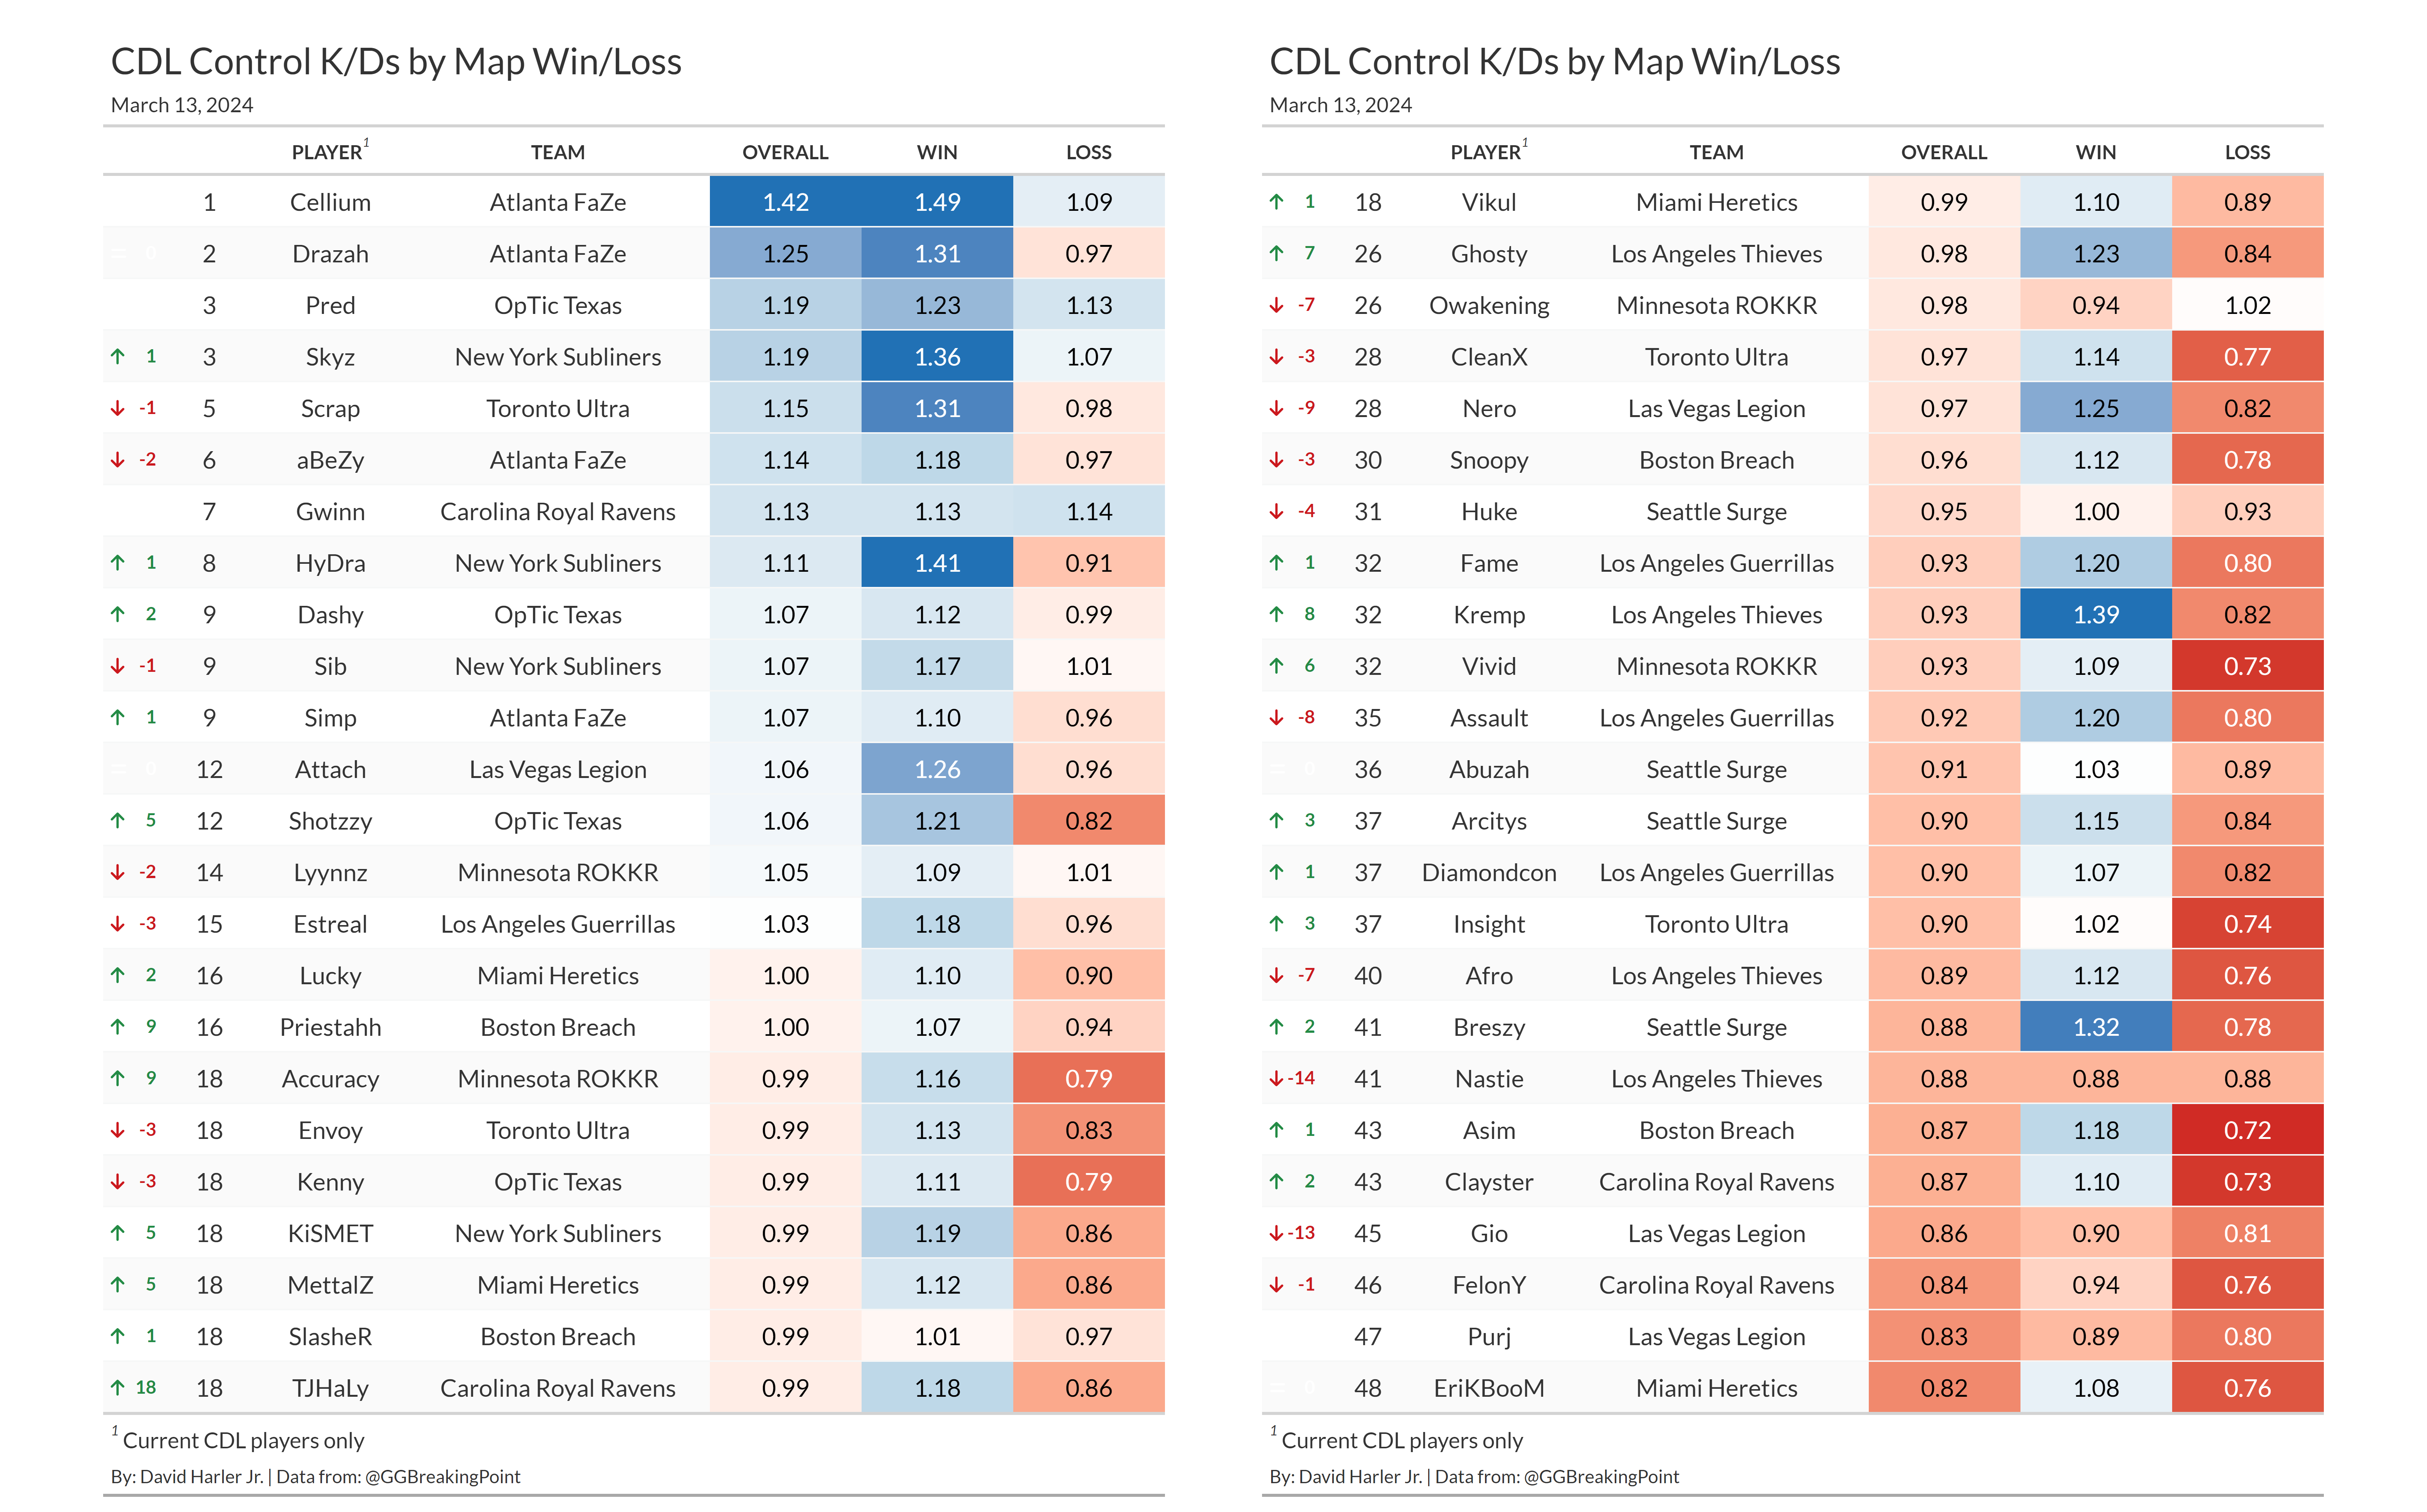 CDL Control K/Ds by Map Win/Loss
March 13, 2024
PLAYER1 TEAM OVERALL WIN LOSS
1 Cellium Atlanta FaZe 1.42 1.49 1.09
= 0 2 Drazah Atlanta FaZe 1.25 1.31 0.97
3 Pred OpTic Texas 1.19 1.23 1.13
↑ 1 3 Skyz New York Subliners 1.19 1.36 1.07
↓ -1 5 Scrap Toronto Ultra 1.15 1.31 0.98
↓ -2 6 aBeZy Atlanta FaZe 1.14 1.18 0.97
7 Gwinn Carolina Royal Ravens 1.13 1.13 1.14
↑ 1 8 HyDra New York Subliners 1.11 1.41 0.91
↑ 2 9 Dashy OpTic Texas 1.07 1.12 0.99
↓ -1 9 Sib New York Subliners 1.07 1.17 1.01
↑ 1 9 Simp Atlanta FaZe 1.07 1.10 0.96
= 0 12 Attach Las Vegas Legion 1.06 1.26 0.96
↑ 5 12 Shotzzy OpTic Texas 1.06 1.21 0.82
↓ -2 14 Lyynnz Minnesota ROKKR 1.05 1.09 1.01
↓ -3 15 Estreal Los Angeles Guerrillas 1.03 1.18 0.96
↑ 2 16 Lucky Miami Heretics 1.00 1.10 0.90
↑ 9 16 Priestahh Boston Breach 1.00 1.07 0.94
↑ 9 18 Accuracy Minnesota ROKKR 0.99 1.16 0.79
↓ -3 18 Envoy Toronto Ultra 0.99 1.13 0.83
↓ -3 18 Kenny OpTic Texas 0.99 1.11 0.79
↑ 5 18 KiSMET New York Subliners 0.99 1.19 0.86
↑ 5 18 MettalZ Miami Heretics 0.99 1.12 0.86
↑ 1 18 SlasheR Boston Breach 0.99 1.01 0.97
↑ 18 18 TJHaLy Carolina Royal Ravens 0.99 1.18 0.86
1 Current CDL players only
By: David Harler Jr. | Data from: @GGBreakingPoint
CDL Control K/Ds by Map Win/Loss
March 13, 2024
PLAYER1 TEAM OVERALL WIN LOSS
↑ 1 18 Vikul Miami Heretics 0.99 1.10 0.89
↑ 7 26 Ghosty Los Angeles Thieves 0.98 1.23 0.84
↓ -7 26 Owakening Minnesota ROKKR 0.98 0.94 1.02
↓ -3 28 CleanX Toronto Ultra 0.97 1.14 0.77
↓ -9 28 Nero Las Vegas Legion 0.97 1.25 0.82
↓ -3 30 Snoopy Boston Breach 0.96 1.12 0.78
↓ -4 31 Huke Seattle Surge 0.95 1.00 0.93
↑ 1 32 Fame Los Angeles Guerrillas 0.93 1.20 0.80
↑ 8 32 Kremp Los Angeles Thieves 0.93 1.39 0.82
↑ 6 32 Vivid Minnesota ROKKR 0.93 1.09 0.73
↓ -8 35 Assault Los Angeles Guerrillas 0.92 1.20 0.80
= 0 36 Abuzah Seattle Surge 0.91 1.03 0.89
↑ 3 37 Arcitys Seattle Surge 0.90 1.15 0.84
↑ 1 37 Diamondcon Los Angeles Guerrillas 0.90 1.07 0.82
↑ 3 37 Insight Toronto Ultra 0.90 1.02 0.74
↓ -7 40 Afro Los Angeles Thieves 0.89 1.12 0.76
↑ 2 41 Breszy Seattle Surge 0.88 1.32 0.78
↓ -14 41 Nastie Los Angeles Thieves 0.88 0.88 0.88
↑ 1 43 Asim Boston Breach 0.87 1.18 0.72
↑ 2 43 Clayster Carolina Royal Ravens 0.87 1.10 0.73
↓ -13 45 Gio Las Vegas Legion 0.86 0.90 0.81
↓ -1 46 FelonY Carolina Royal Ravens 0.84 0.94 0.76
47 Purj Las Vegas Legion 0.83 0.89 0.80
= 0 48 EriKBooM Miami Heretics 0.82 1.08 0.76
1 Current CDL players only
By: David Harler Jr. | Data from: @GGBreakingPoint